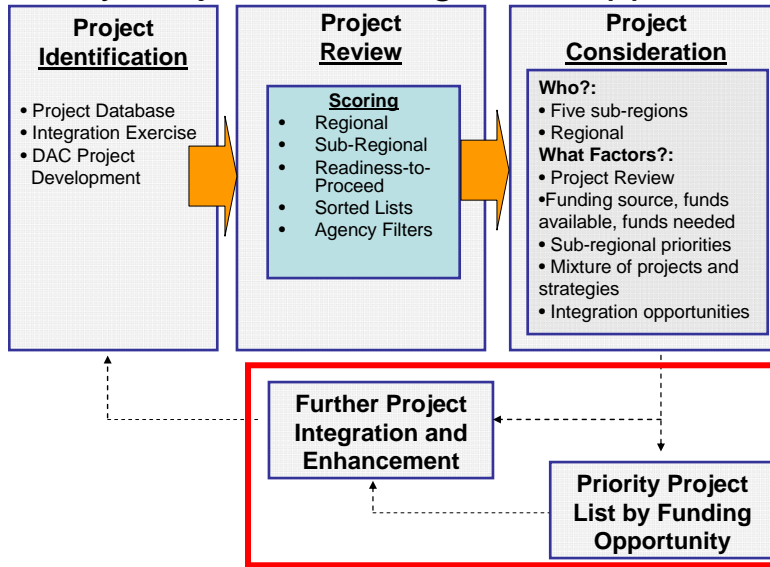 Project
Identification
• Project Database
• Integration Exercise
• DAC Project
Development
Project
Review
Scoring
• Regional
• Sub-Regional
• Readiness-to-
Proceed
• Sorted Lists
• Agency Filters
Project
Consideration
Who?:
• Five sub-regions
• Regional
What Factors?:
• Project Review
•Funding source, funds
available, funds needed
• Sub-regional priorities
• Mixture of projects and
strategies
• Integration opportunities
Further Project
Integration and
Enhancement
Priority Project
List by Funding
Opportunity